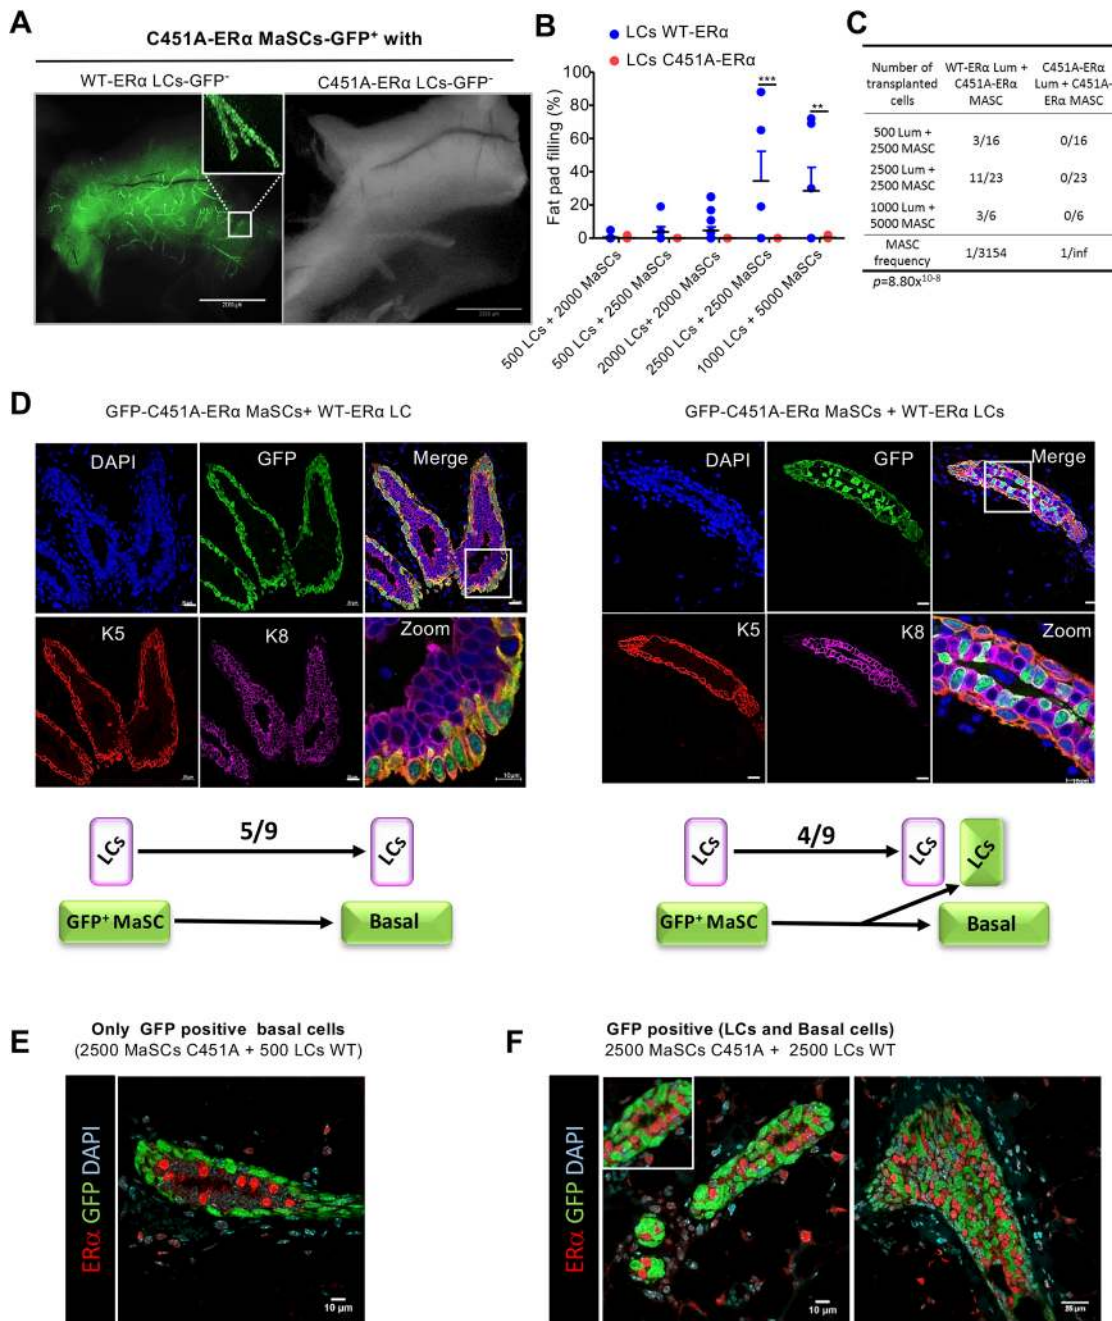 A
C451A-ERα MaSCs-GFP⁺ with
WT-ERα LCs-GFP⁻
C451A-ERα LCs-GFP⁻
B
LCs WT-ERα
LCs C451A-ERα
Fat pad filling (%)
100
80
60
40
20
0
***
**
500 LCs + 2000 MaSCs
500 LCs + 2500 MaSCs
2000 LCs+ 2000 MaSCs
2500 LCs + 2500 MaSCs
1000 LCs + 5000 MaSCs
C
Number of transplanted cells
WT-ERα Lum + C451A-ERα MASC
C451A-ERα Lum + C451A-ERα MASC
500 Lum + 2500 MASC 3/16 0/16
2500 Lum + 2500 MASC 11/23 0/23
1000 Lum + 5000 MASC 3/6 0/6
MASC frequency 1/3154 1/inf
p=8.80x¹⁰⁻⁸
D
GFP-C451A-ERα MaSCs+ WT-ERα LC
DAPI
GFP
Merge
K5
K8
Zoom
10μm
LCs
5/9
LCs
GFP⁺ MaSC
Basal
GFP-C451A-ERα MaSCs + WT-ERα LCs
DAPI
GFP
Merge
K5
K8
Zoom
LCs
4/9
LCs
LCs
GFP⁺ MaSC
Basal
E
Only GFP positive basal cells
(2500 MaSCs C451A + 500 LCs WT)
ERα GFP DAPI
10 μm
F
GFP positive (LCs and Basal cells)
2500 MaSCs C451A + 2500 LCs WT
ERα GFP DAPI
10 μm